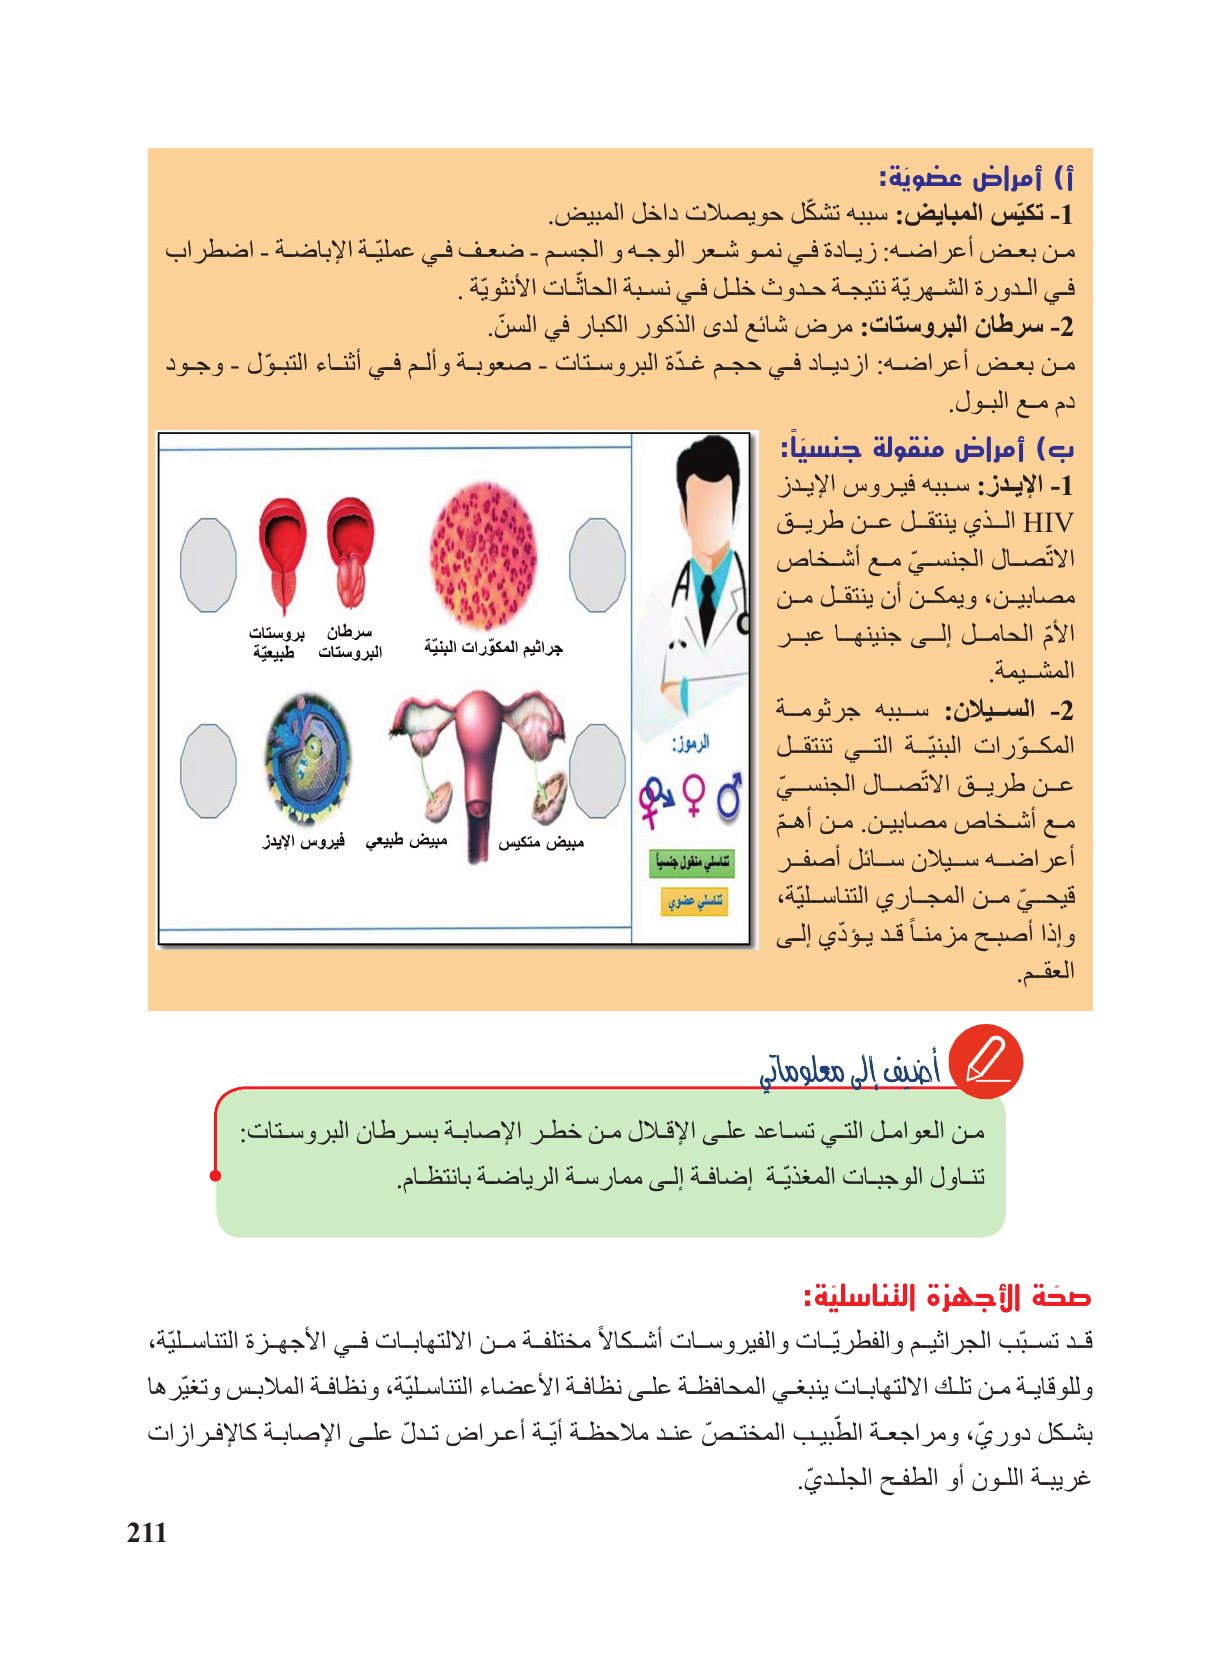 أ) أمراض عضويّة:
1- تكيّس المبايض: سببه تشكّل حويصلات داخل المبيض.
من بعض أعراضه: زيادة في نمو شعر الوجه و الجسم - ضعف في عمليّة الإباضة - اضطراب
في الدورة الشهريّة نتيجة حدوث خلل في نسبة الحاثّات الأنثويّة .
2- سرطان البروستات: مرض شائع لدى الذكور الكبار في السنّ.
من بعض أعراضه: ازدياد في حجم غدّة البروستات - صعوبة وألم في أثناء التبوّل - وجود
دم مع البول.
ب) أمراض منقولة جنسيّاً:
1- الإيدز: سببه فيروس الإيدز
HIV الذي ينتقل عن طريق
الاتّصال الجنسيّ مع أشخاص
مصابين، ويمكن أن ينتقل من
الأمّ الحامل إلى جنينها عبر
المشيمة.
2- السيلان: سببه جرثومة
المكوّرات البنيّة التي تنتقل
عن طريق الاتّصال الجنسيّ
مع أشخاص مصابين. من أهمّ
أعراضه سيلان سائل أصفر
قيحيّ من المجاري التناسليّة،
وإذا أصبح مزمناً قد يؤدّي إلى
العقم.
الرموز:
تناسلي منقول جنسياً
تناسلي عضوي
جراثيم المكوّرات البنيّة
سرطان
البروستات
بروستات
طبيعيّة
مبيض متكيس
مبيض طبيعي
فيروس الإيدز
أضيف إلى معلوماتي
من العوامل التي تساعد على الإقلال من خطر الإصابة بسرطان البروستات:
تناول الوجبات المغذيّة إضافة إلى ممارسة الرياضة بانتظام.
صحّة الأجهزة التناسليّة:
قد تسبّب الجراثيم والفطريّات والفيروسات أشكالاً مختلفة من الالتهابات في الأجهزة التناسليّة،
وللوقاية من تلك الالتهابات ينبغي المحافظة على نظافة الأعضاء التناسليّة، ونظافة الملابس وتغيّرها
بشكل دوريّ، ومراجعة الطّبيب المختصّ عند ملاحظة أيّة أعراض تدلّ على الإصابة كالإفرازات
غريبة اللون أو الطفح الجلديّ.
211